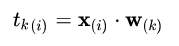 t_{k(i)} = \mathbf{x}_{(i)} \cdot \mathbf{w}_{(k)}